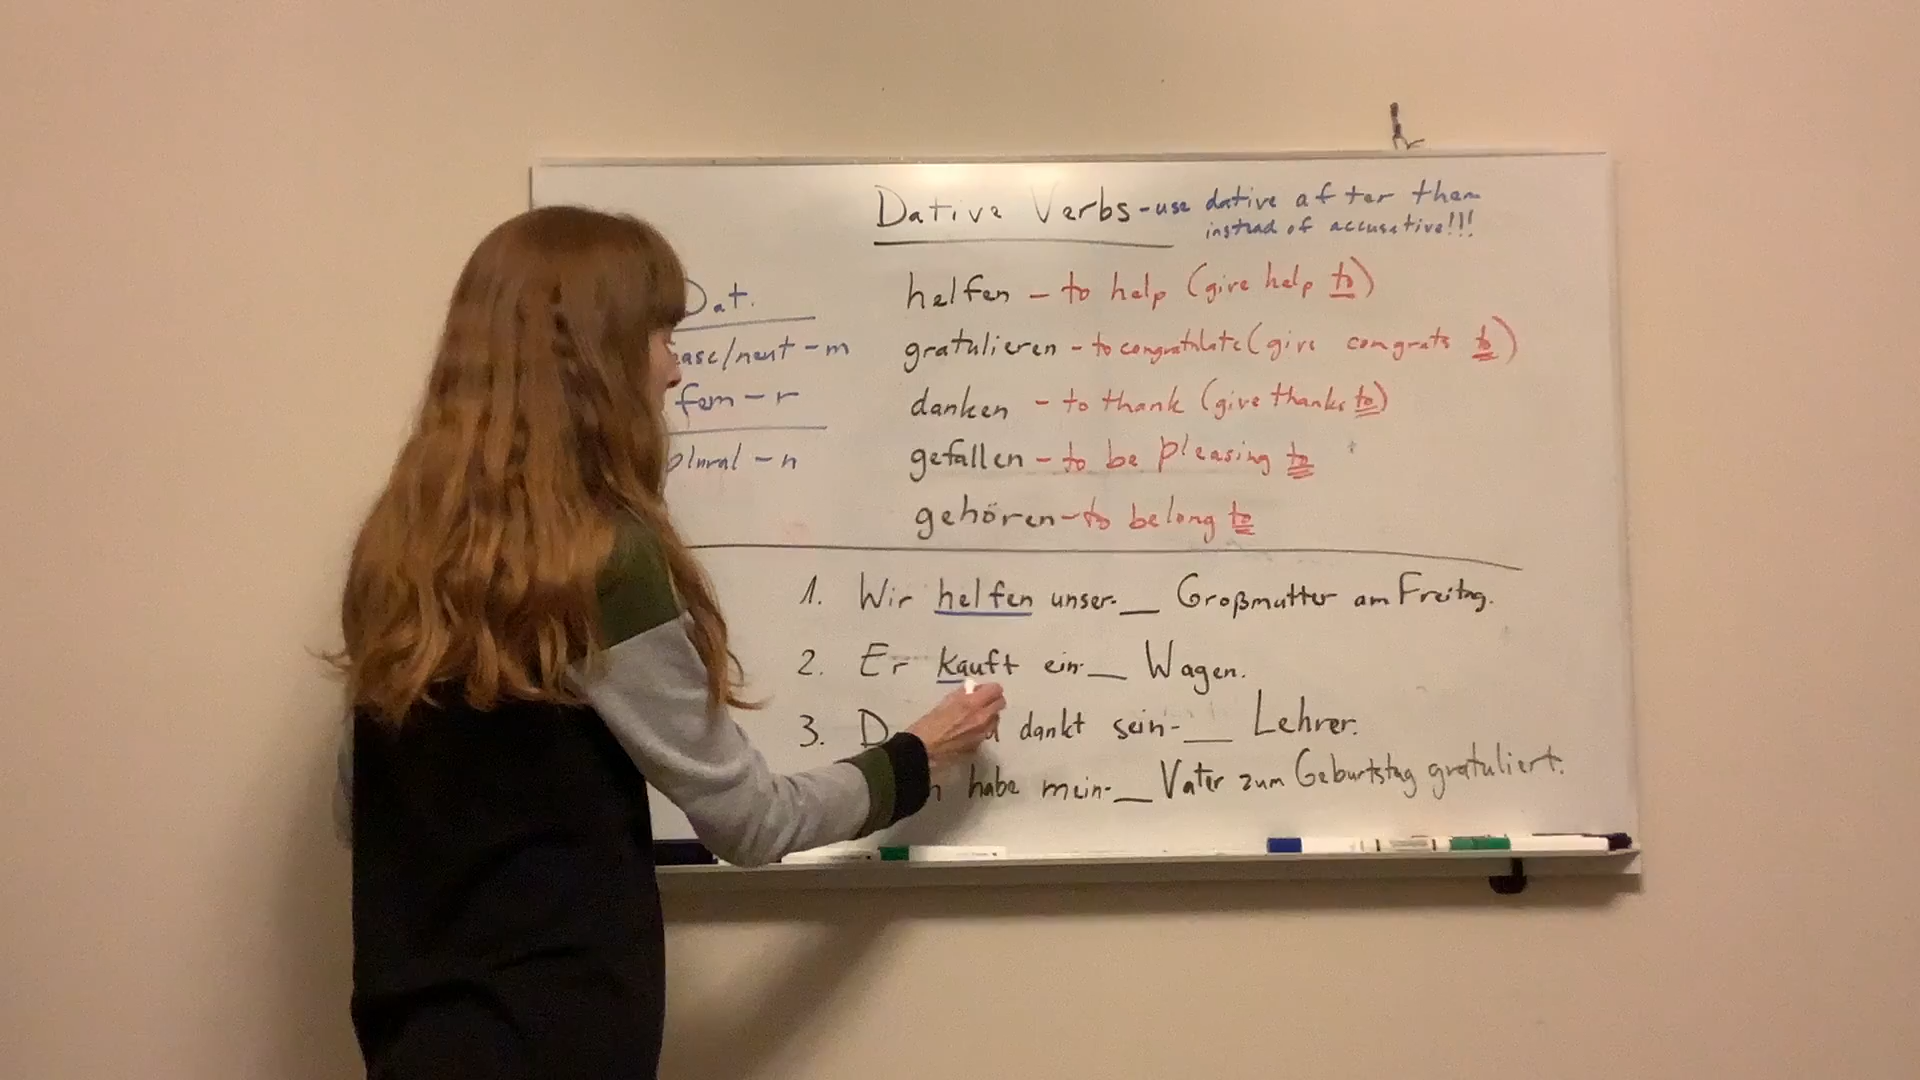 Dative Verbs - use dative after them
instead of accusative!!!
Dat.
masc/neut - m
fem - r
plural - n
helfen - to help (give help to)
gratulieren - to congratulate (give congrats to)
danken - to thank (give thanks to)
gefallen - to be pleasing to
gehören - to belong to
1. Wir helfen unser-__ Großmutter am Freitag.
2. Er kauft ein-__ Wagen.
3. D dankt sein-__ Lehrer.
habe mein-__ Vater zum Geburtstag gratuliert.